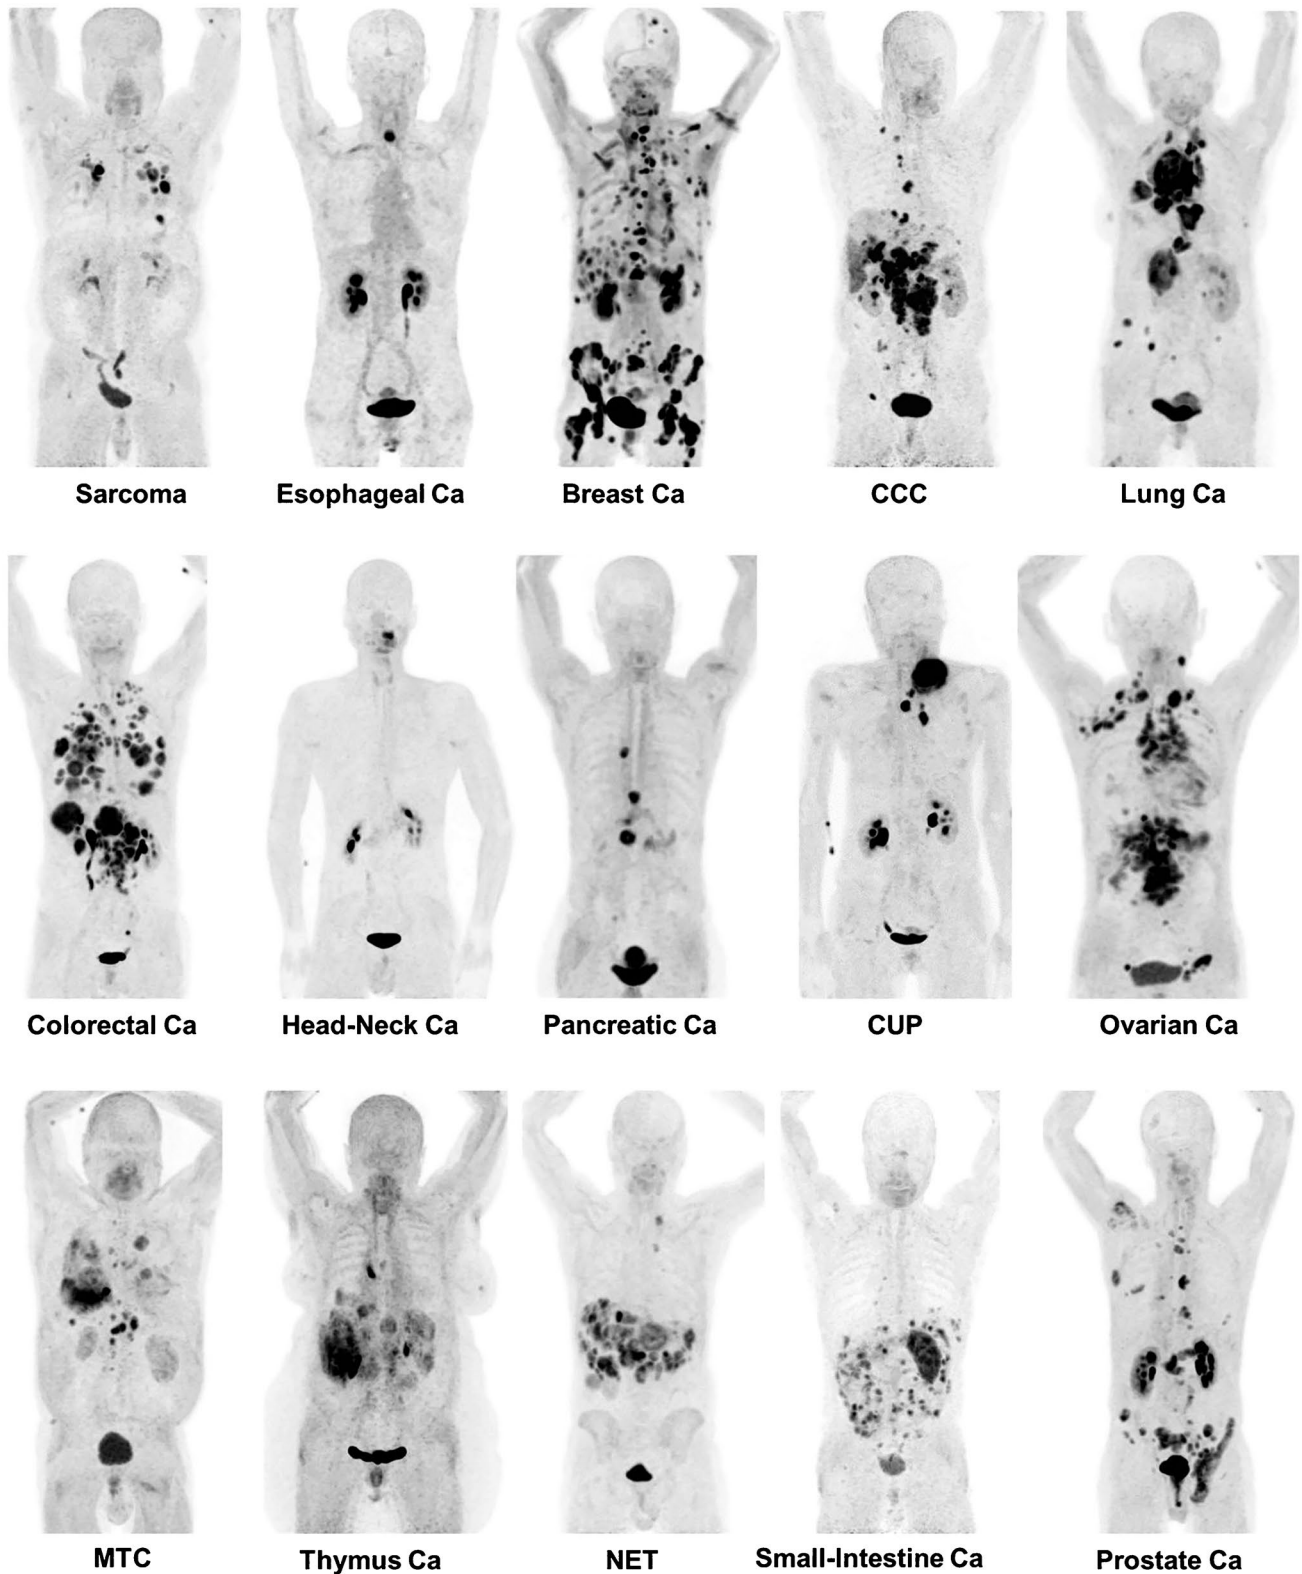 Sarcoma Esophageal Ca Breast Ca CCC Lung Ca
Colorectal Ca Head-Neck Ca Pancreatic Ca CUP Ovarian Ca
MTC Thymus Ca NET Small-Intestine Ca Prostate Ca